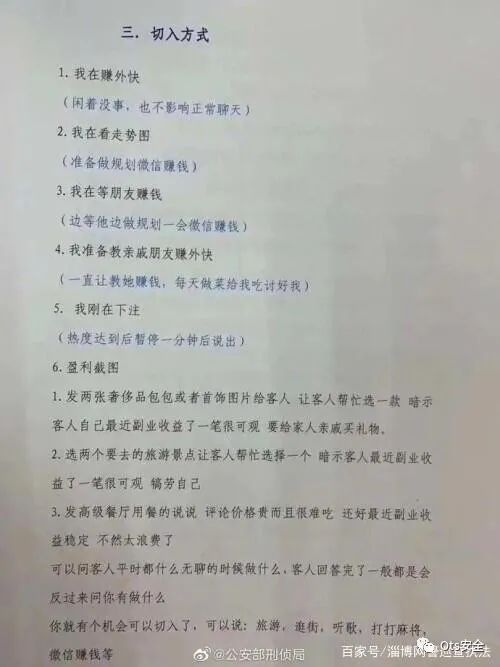 三．切入方式
1. 我在赚外快
（闲着没事，也不影响正常聊天）
2. 我在看走势图
（准备做规划微信赚钱）
3. 我在等朋友赚钱
（边等他边做规划一会微信赚钱）
4. 我准备教亲戚朋友赚外快
（一直让教她赚钱，每天做菜给我吃讨好我）
5. 我刚在下注
（热度达到后暂停一分钟后说出）
6. 盈利截图
1. 发两张奢侈品包包或者首饰图片给客人 让客人帮忙选一款 暗示
客人自己最近副业收益了一笔很可观 要给家人亲戚买礼物。
2. 选两个要去的旅游景点让客人帮忙选择一个 暗示客人最近副业收
益了一笔很可观 犒劳自己
3. 发高级餐厅用餐的说说 评论价格贵而且很难吃 还好最近副业收
益稳定 不然太浪费了
可以问客人平时都什么无聊的时候做什么，客人回答完了一般都是会
反过来问你有做什么
你就有个机会可以切入了，可以说：旅游，逛街，听歌，打打麻将，
微信赚钱等
@公安部刑侦局
Ots安全
百家号/淄博网警巡查执法